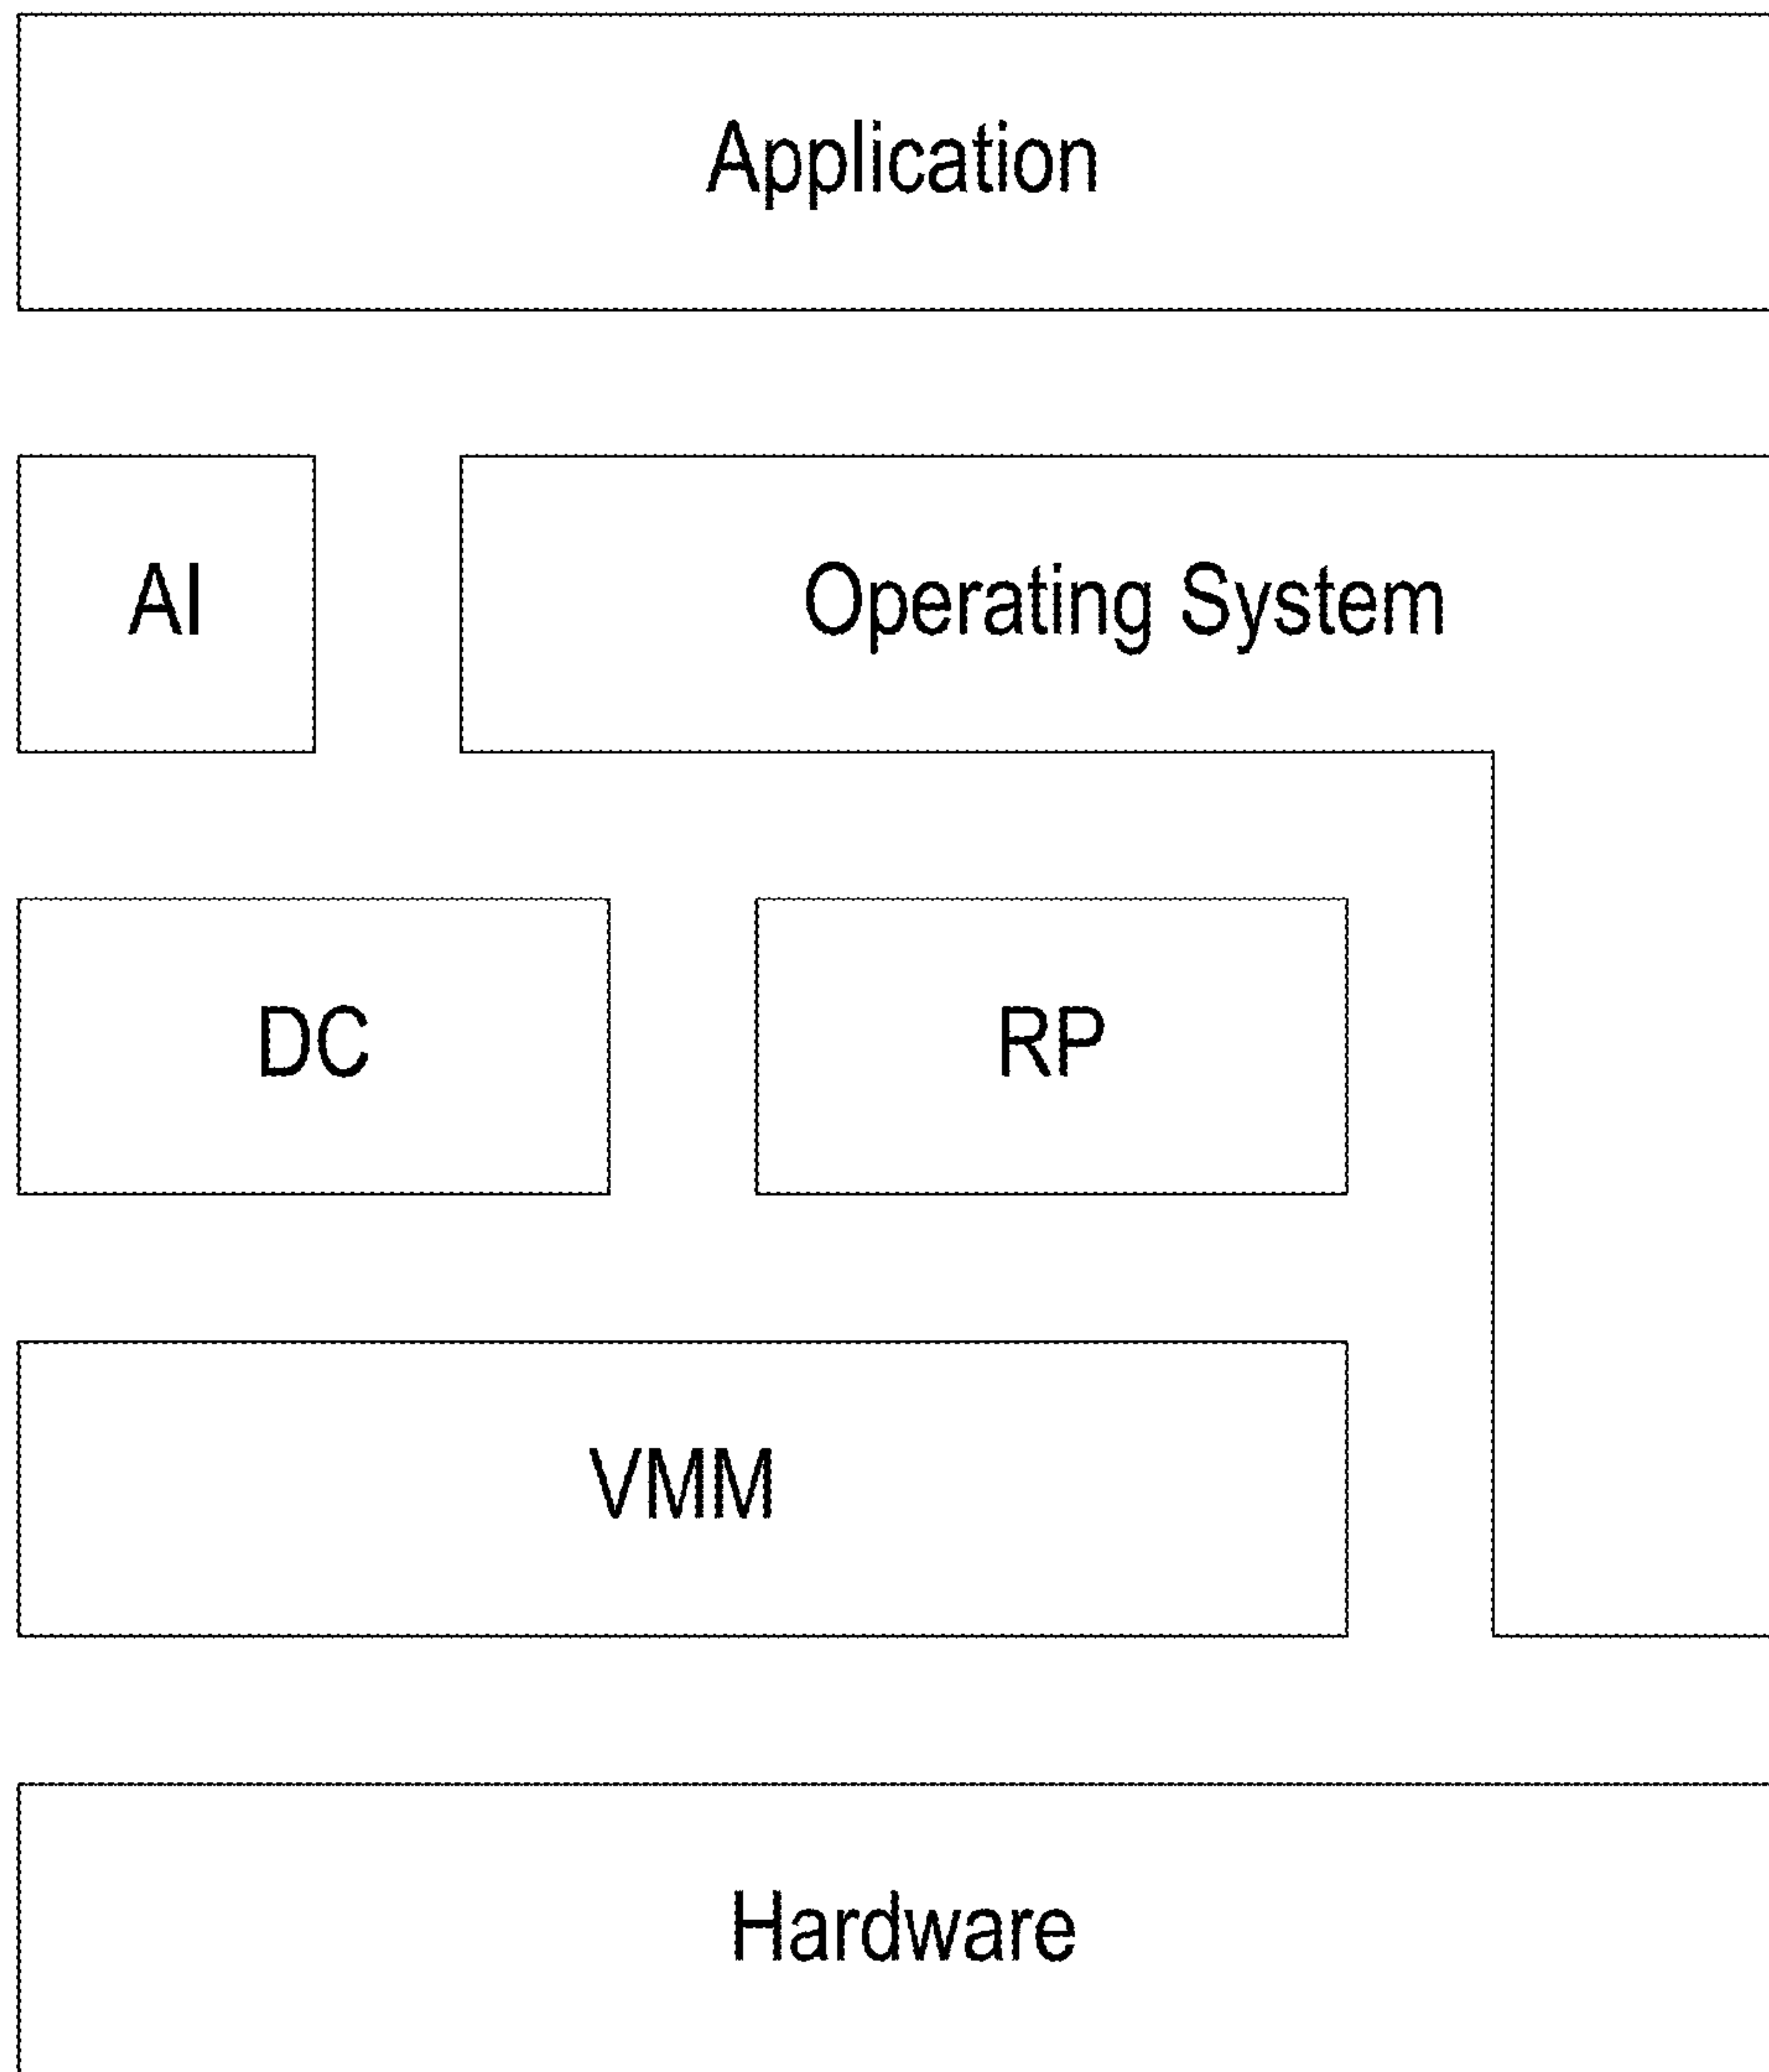 Application
AI
Operating System
DC
RP
VMM
Hardware